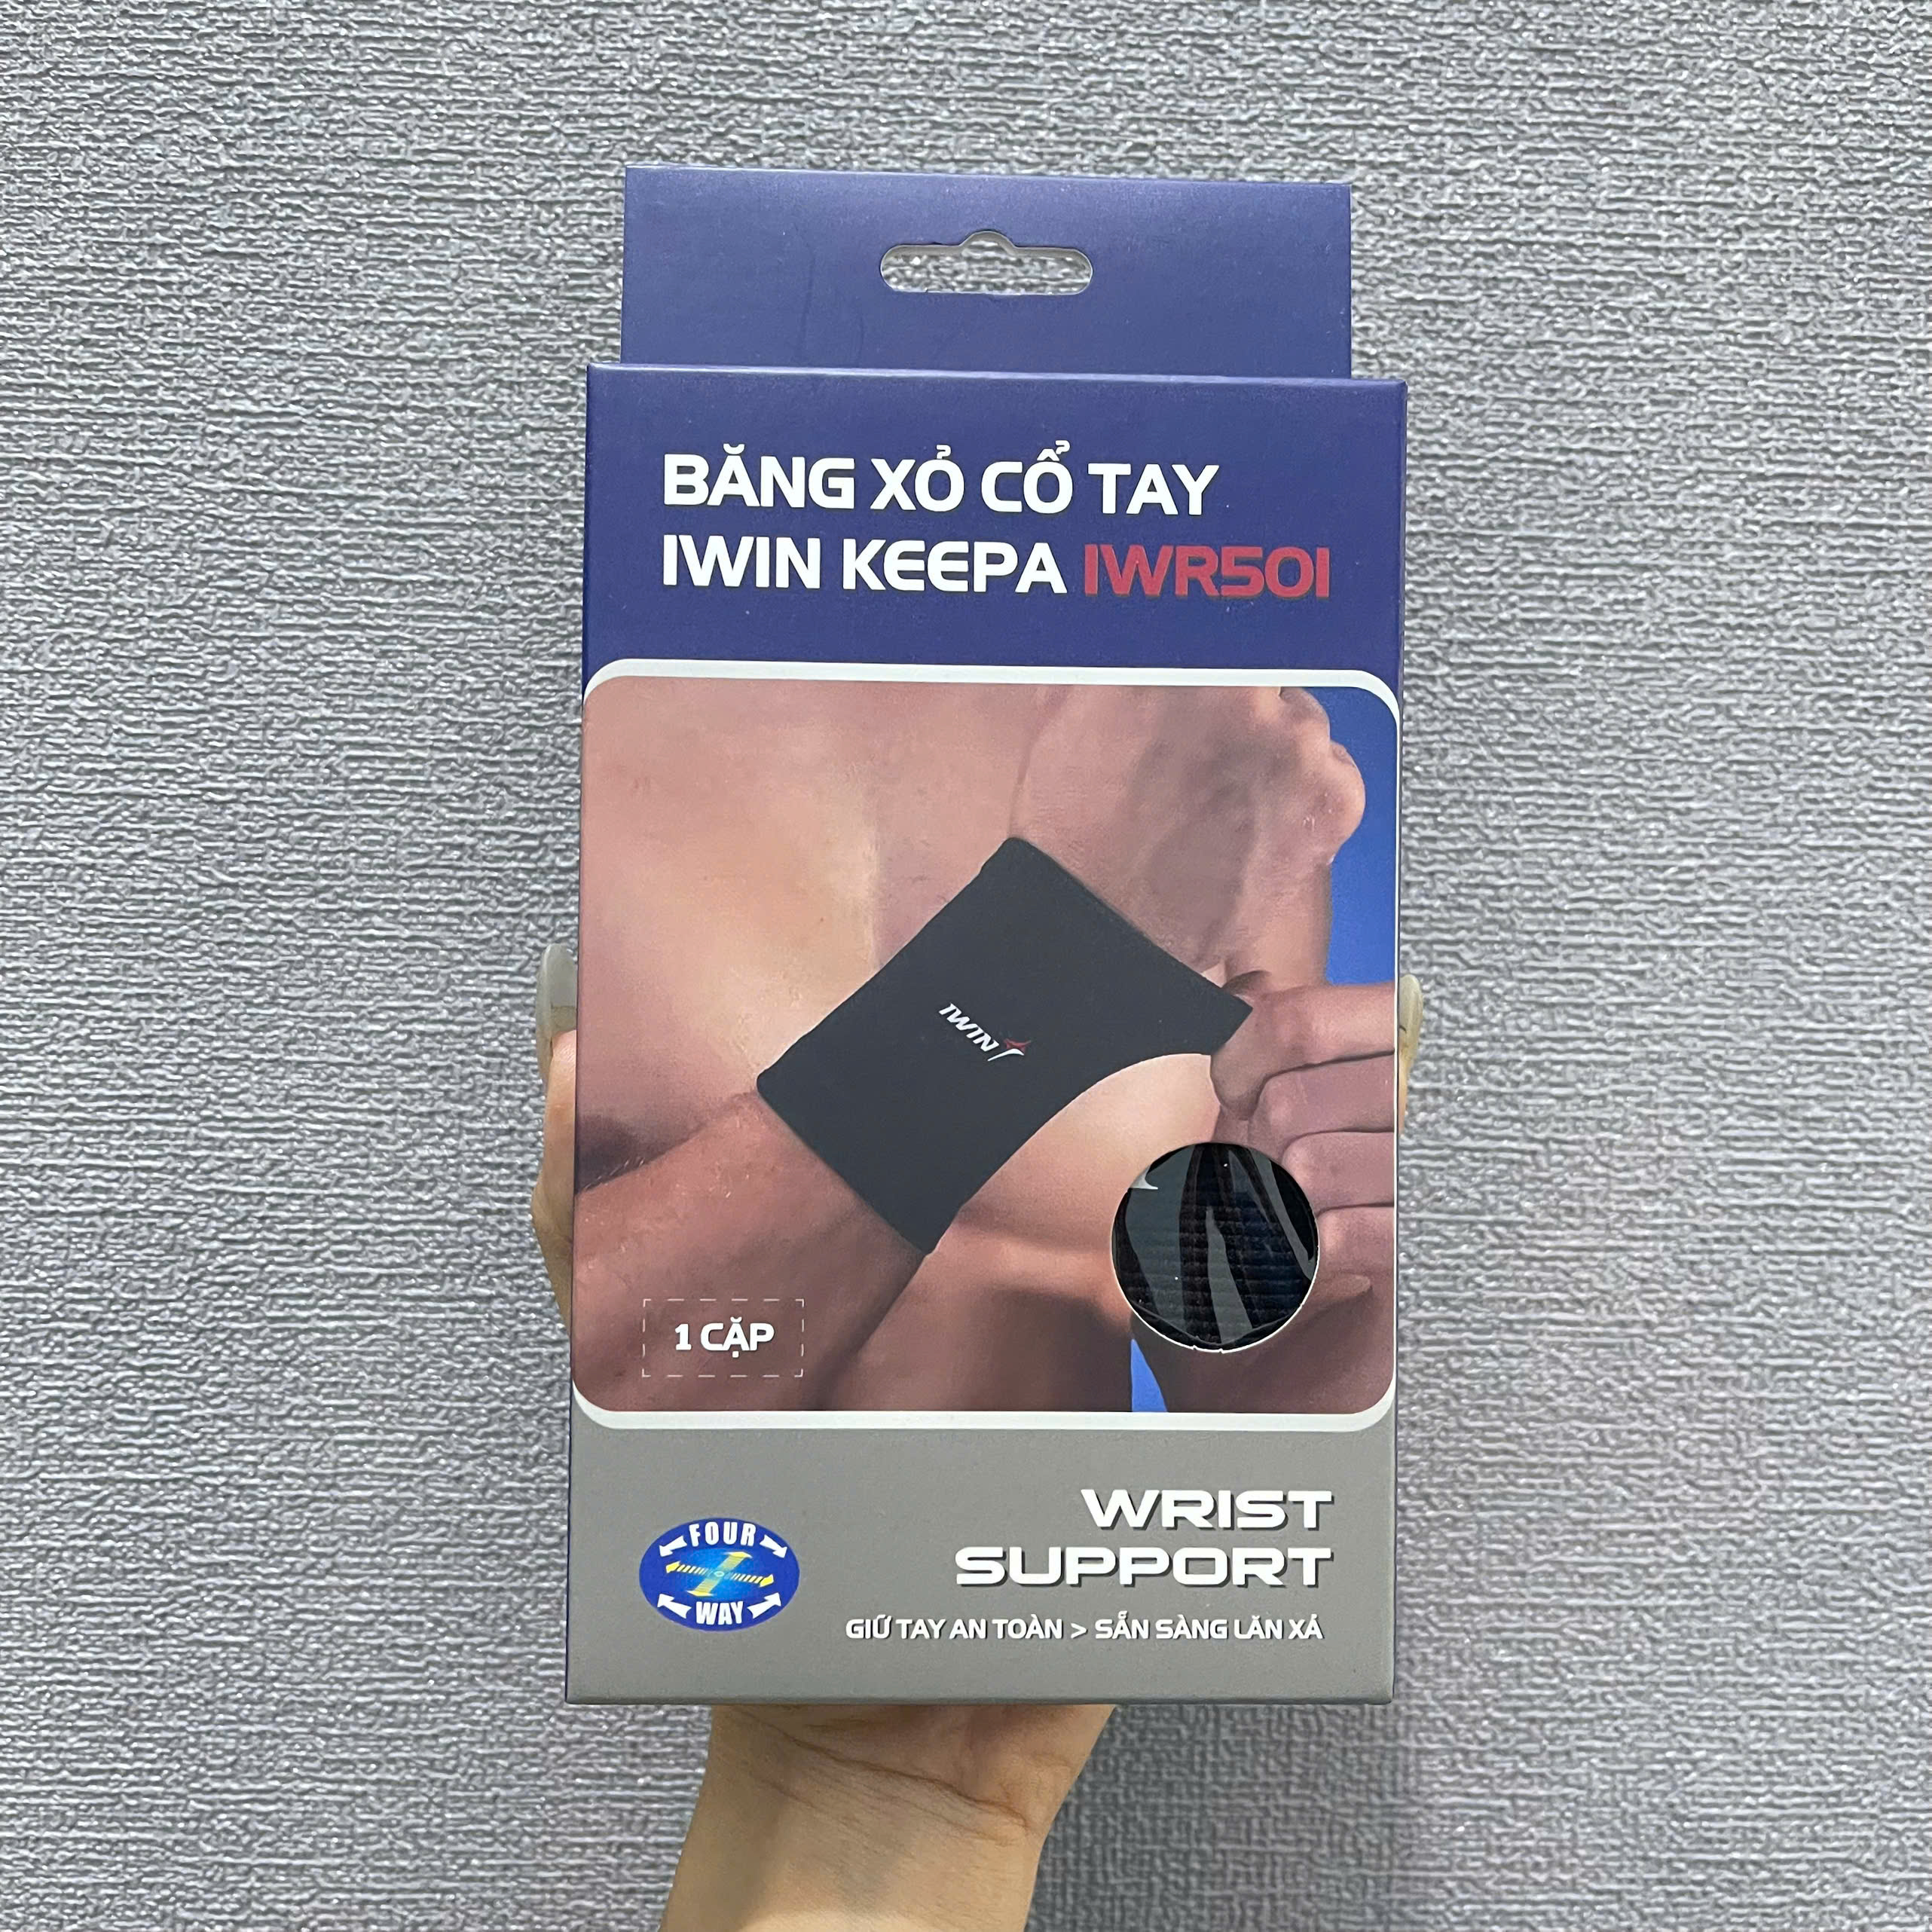 BĂNG XỎ CỔ TAY
IWIN KEEPA IWR501
IWIN
1 CẶP
FOUR
WAY
WRIST
SUPPORT
GIỮ TAY AN TOÀN > SẴN SÀNG LĂN XẢ